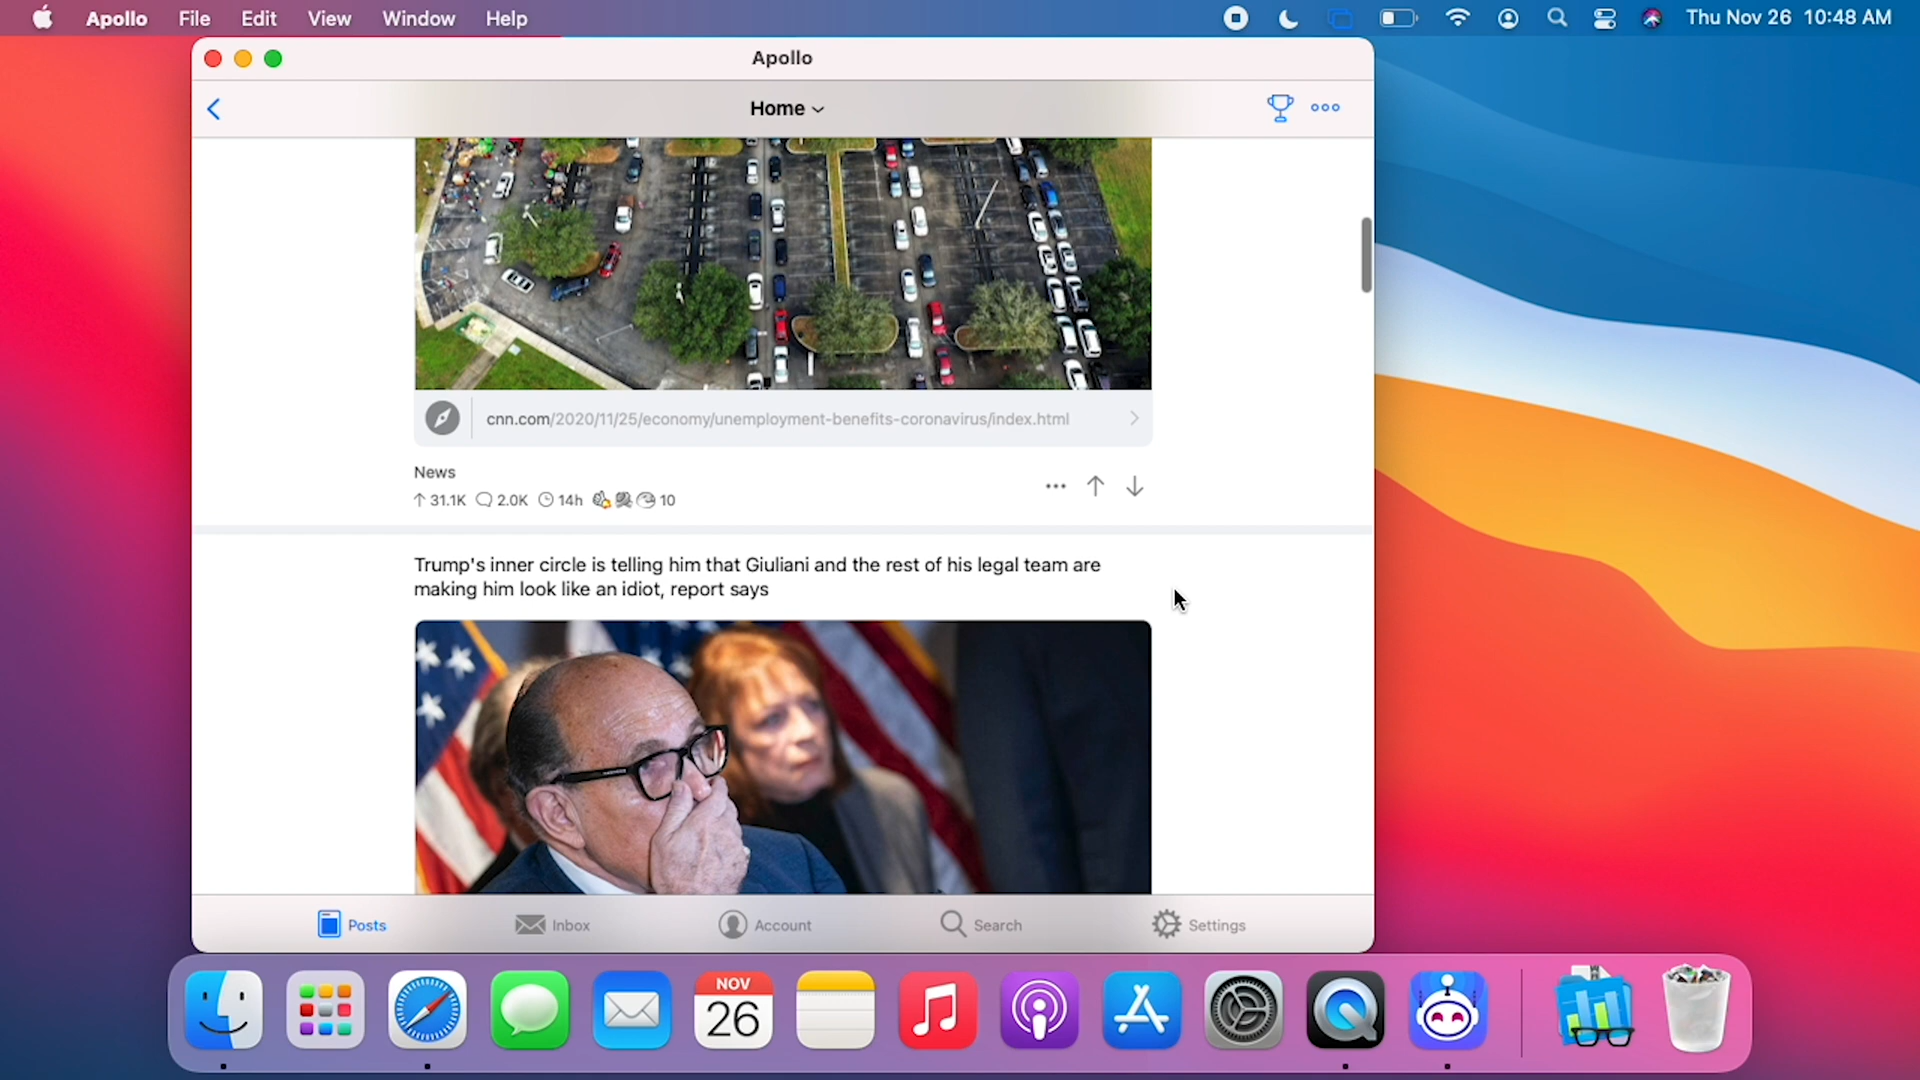 Apollo File Edit View Window Help Thu Nov 26 10:48 AM
Apollo
Home
cnn.com/2020/11/25/economy/unemployment-benefits-coronavirus/index.html
News
31.1K 2.0K 14h 10
Trump's inner circle is telling him that Giuliani and the rest of his legal team are
making him look like an idiot, report says
Posts Inbox Account Search Settings
NOV
26